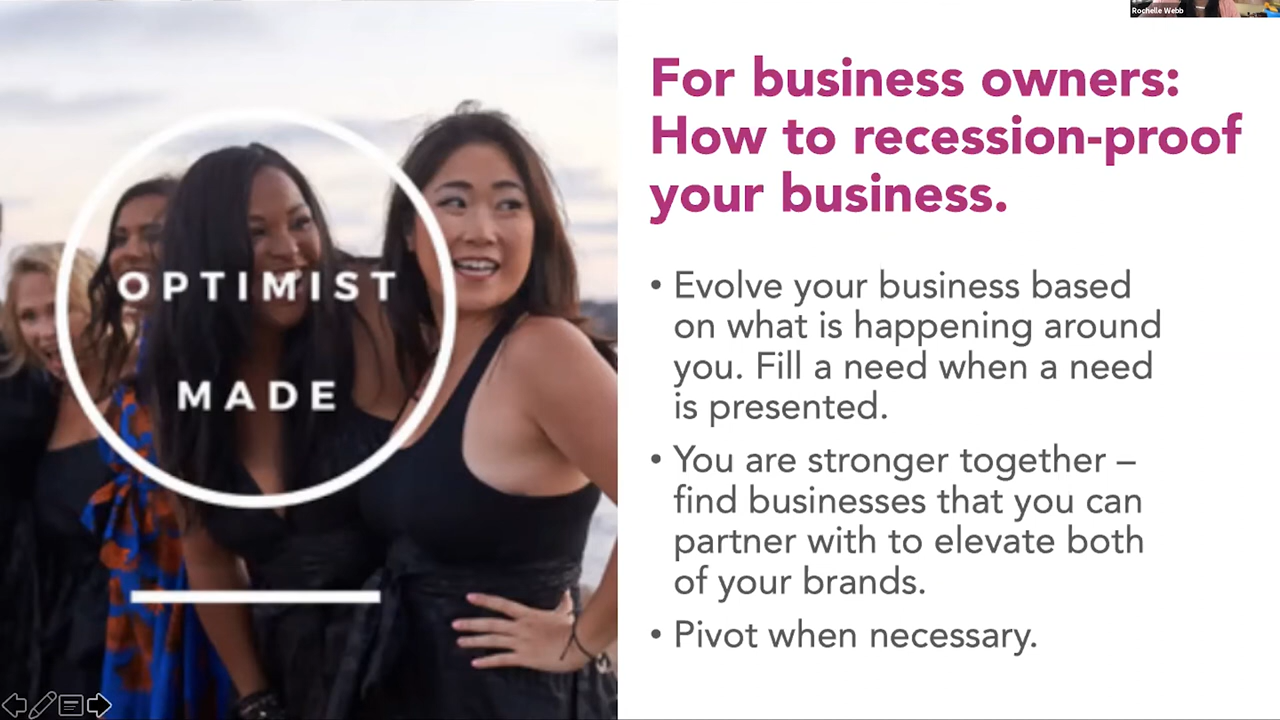 Rochelle Webb
For business owners:
How to recession-proof
your business.
OPTIMIST
MADE
• Evolve your business based
on what is happening around
you. Fill a need when a need
is presented.
• You are stronger together –
find businesses that you can
partner with to elevate both
of your brands.
• Pivot when necessary.